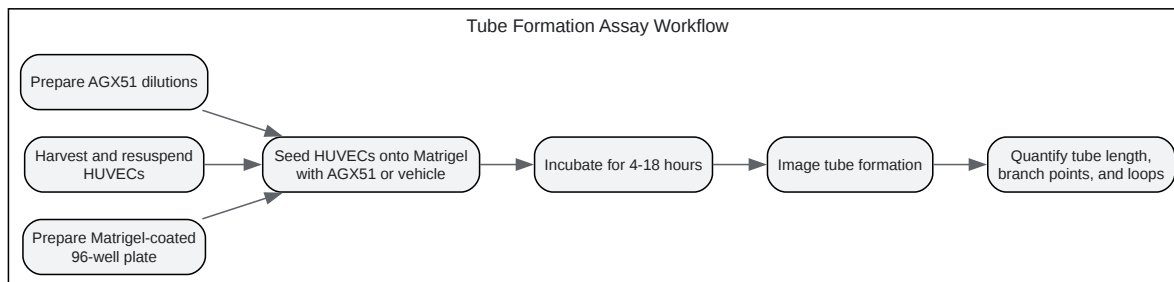 Tube Formation Assay Workflow
Prepare AGX51 dilutions
Harvest and resuspend
HUVECs
Prepare Matrigel-coated
96-well plate
Seed HUVECs onto Matrigel
with AGX51 or vehicle
Incubate for 4-18 hours
Image tube formation
Quantify tube length,
branch points, and loops